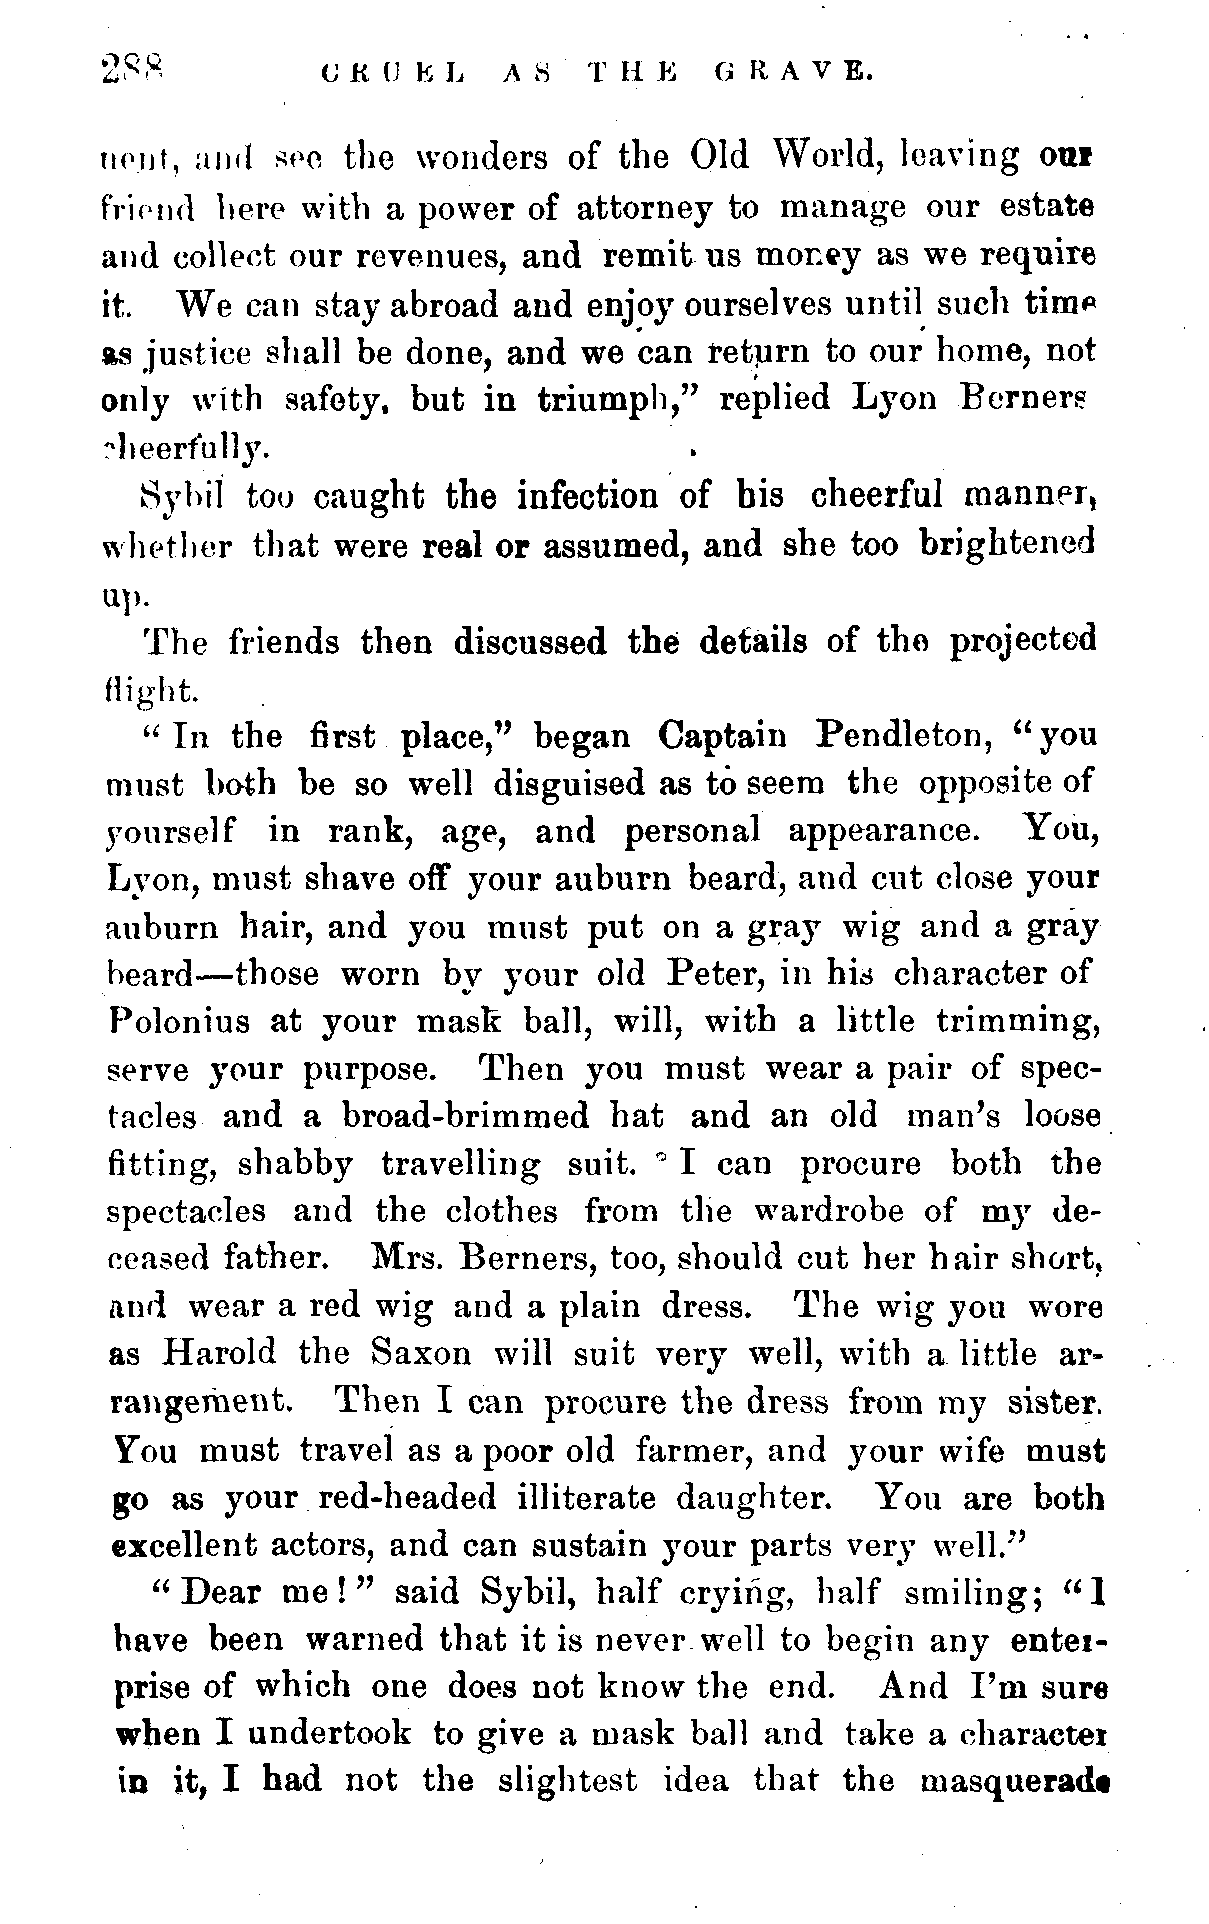 288 CRUEL AS THE GRAVE.
nent, and see the wonders of the Old World, leaving our
friend here with a power of attorney to manage our estate
and collect our revenues, and remit us money as we require
it. We can stay abroad and enjoy ourselves until such time
as justice shall be done, and we can return to our home, not
only with safety, but in triumph,” replied Lyon Berners
cheerfully.
Sybil too caught the infection of his cheerful manner,
whether that were real or assumed, and she too brightened
up.
The friends then discussed the details of the projected
flight.
“ In the first place,” began Captain Pendleton, “ you
must both be so well disguised as to seem the opposite of
yourself in rank, age, and personal appearance. You,
Lyon, must shave off your auburn beard, and cut close your
auburn hair, and you must put on a gray wig and a gray
beard—those worn by your old Peter, in his character of
Polonius at your mask ball, will, with a little trimming,
serve your purpose. Then you must wear a pair of spec-
tacles and a broad-brimmed hat and an old man’s loose
fitting, shabby travelling suit. I can procure both the
spectacles and the clothes from the wardrobe of my de-
ceased father. Mrs. Berners, too, should cut her hair short,
and wear a red wig and a plain dress. The wig you wore
as Harold the Saxon will suit very well, with a little ar-
rangement. Then I can procure the dress from my sister.
You must travel as a poor old farmer, and your wife must
go as your red-headed illiterate daughter. You are both
excellent actors, and can sustain your parts very well.”
“ Dear me ! ” said Sybil, half crying, half smiling ; “ I
have been warned that it is never well to begin any enter-
prise of which one does not know the end. And I’m sure
when I undertook to give a mask ball and take a character
in it, I had not the slightest idea that the masquerade